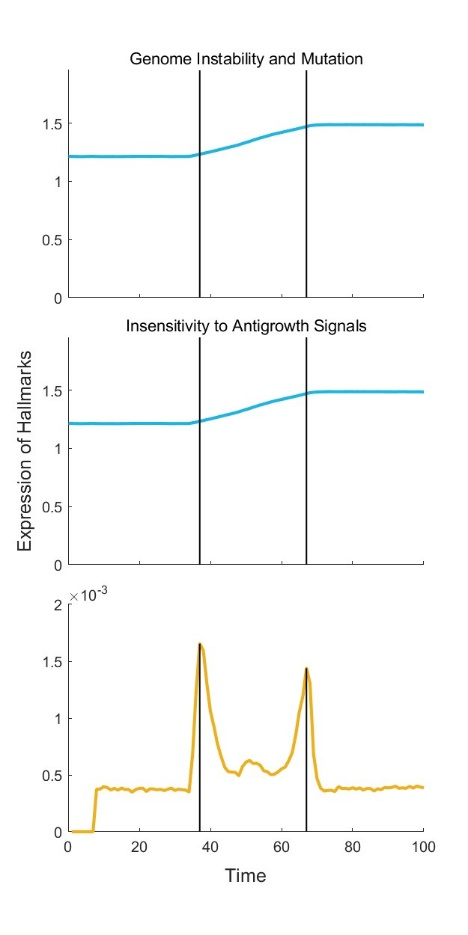 Genome Instability and Mutation
1.5
1
0.5
0
Insensitivity to Antigrowth Signals
1.5
1
0.5
0
Expression of Hallmarks
×10-3
2
1.5
1
0.5
0
0 20 40 60 80 100
Time